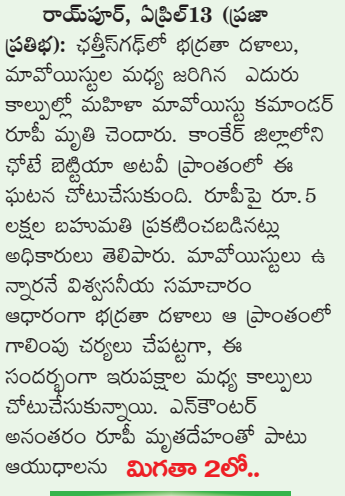 రాయ్‌పూర్, ఏప్రిల్13 (ప్రజా
ప్రతిభ): ఛత్తీస్‌గఢ్‌లో భద్రతా దళాలు,
మావోయిస్టుల మధ్య జరిగిన ఎదురు
కాల్పుల్లో మహిళా మావోయిస్టు కమాండర్
రూపీ మృతి చెందారు. కాంకేర్ జిల్లాలోని
ఛోటే బెట్టియా అటవీ ప్రాంతంలో ఈ
ఘటన చోటుచేసుకుంది. రూపీపై రూ.5
లక్షల బహుమతి ప్రకటించబడినట్లు
అధికారులు తెలిపారు. మావోయిస్టులు ఉ
న్నారనే విశ్వసనీయ సమాచారం
ఆధారంగా భద్రతా దళాలు ఆ ప్రాంతంలో
గాలింపు చర్యలు చేపట్టగా, ఈ
సందర్భంగా ఇరుపక్షాల మధ్య కాల్పులు
చోటుచేసుకున్నాయి. ఎన్‌కౌంటర్
అనంతరం రూపీ మృతదేహంతో పాటు
ఆయుధాలను మిగతా 2లో..